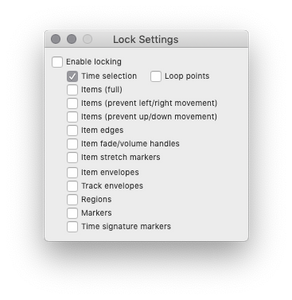 Lock Settings
Enable locking
Time selection Loop points
Items (full)
Items (prevent left/right movement)
Items (prevent up/down movement)
Item edges
Item fade/volume handles
Item stretch markers
Item envelopes
Track envelopes
Regions
Markers
Time signature markers